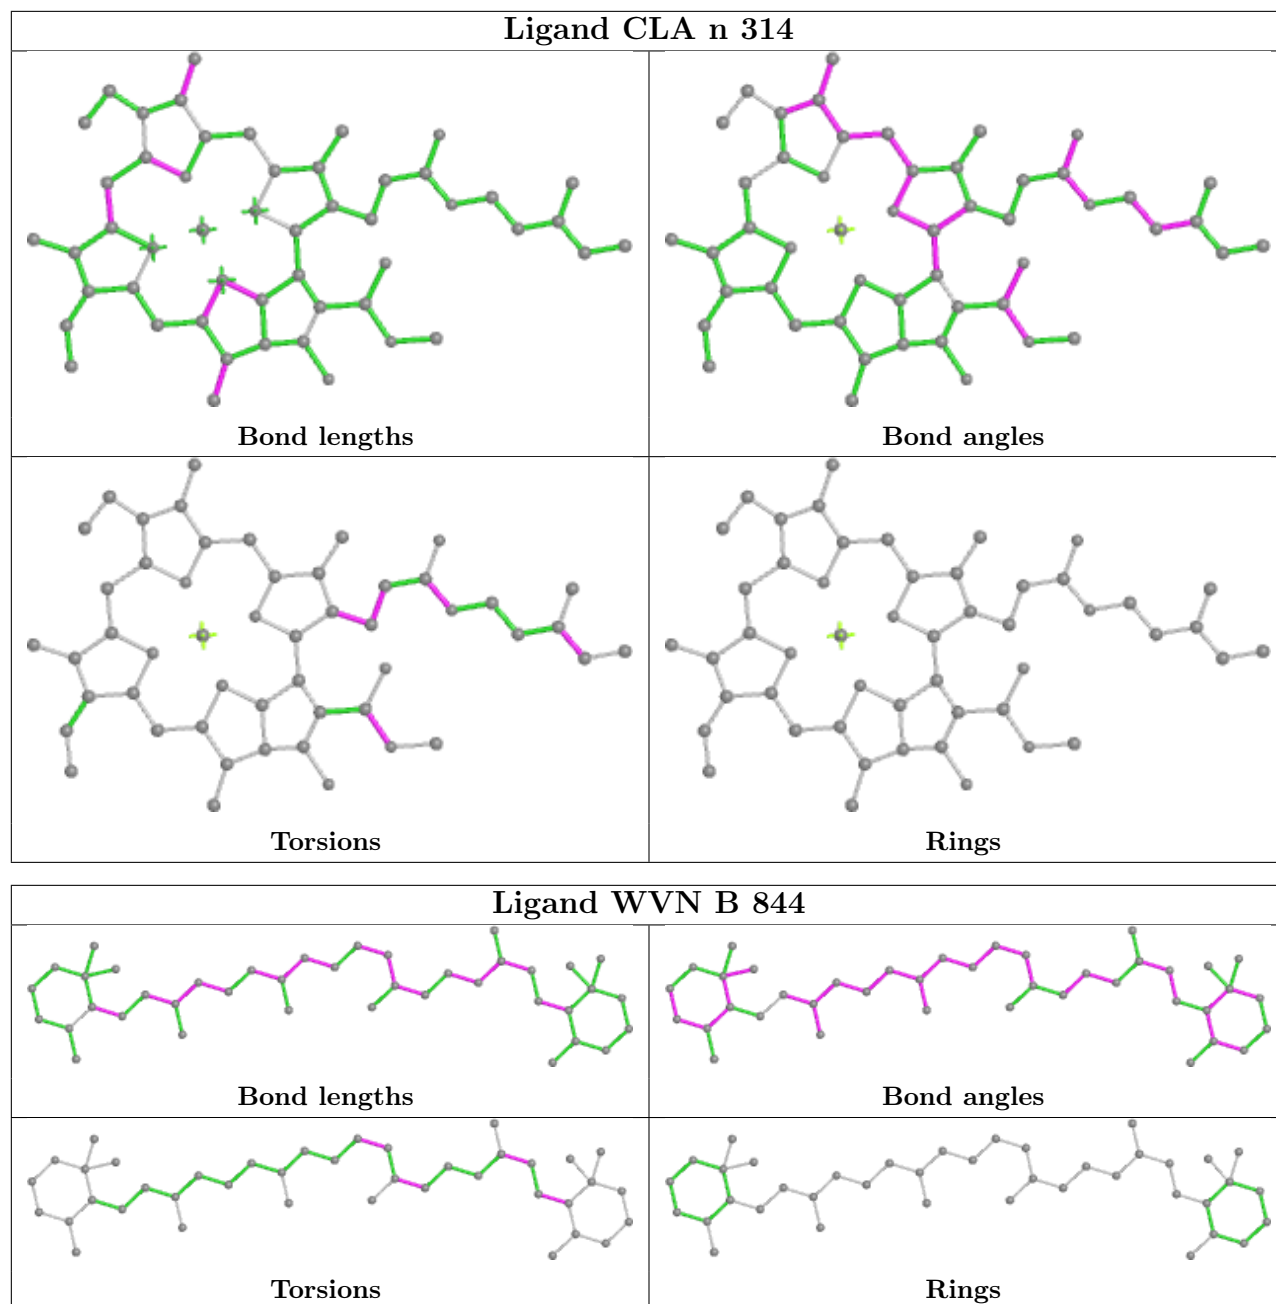 Ligand CLA n 314
Bond lengths
Bond angles
Torsions
Rings
Ligand WVN B 844
Bond lengths
Bond angles
Torsions
Rings